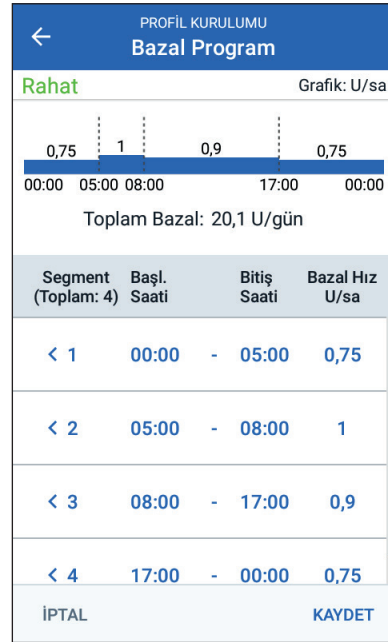 PROFİL KURULUMU
Bazal Program
Rahat Grafik: U/sa
0,75 1 0,9 0,75
00:00 05:00 08:00 17:00 00:00
Toplam Bazal: 20,1 U/gün
Segment Başl. Bitiş Bazal Hız
(Toplam: 4) Saati Saati U/sa
< 1 00:00 - 05:00 0,75
< 2 05:00 - 08:00 1
< 3 08:00 - 17:00 0,9
< 4 17:00 - 00:00 0,75
İPTAL KAYDET